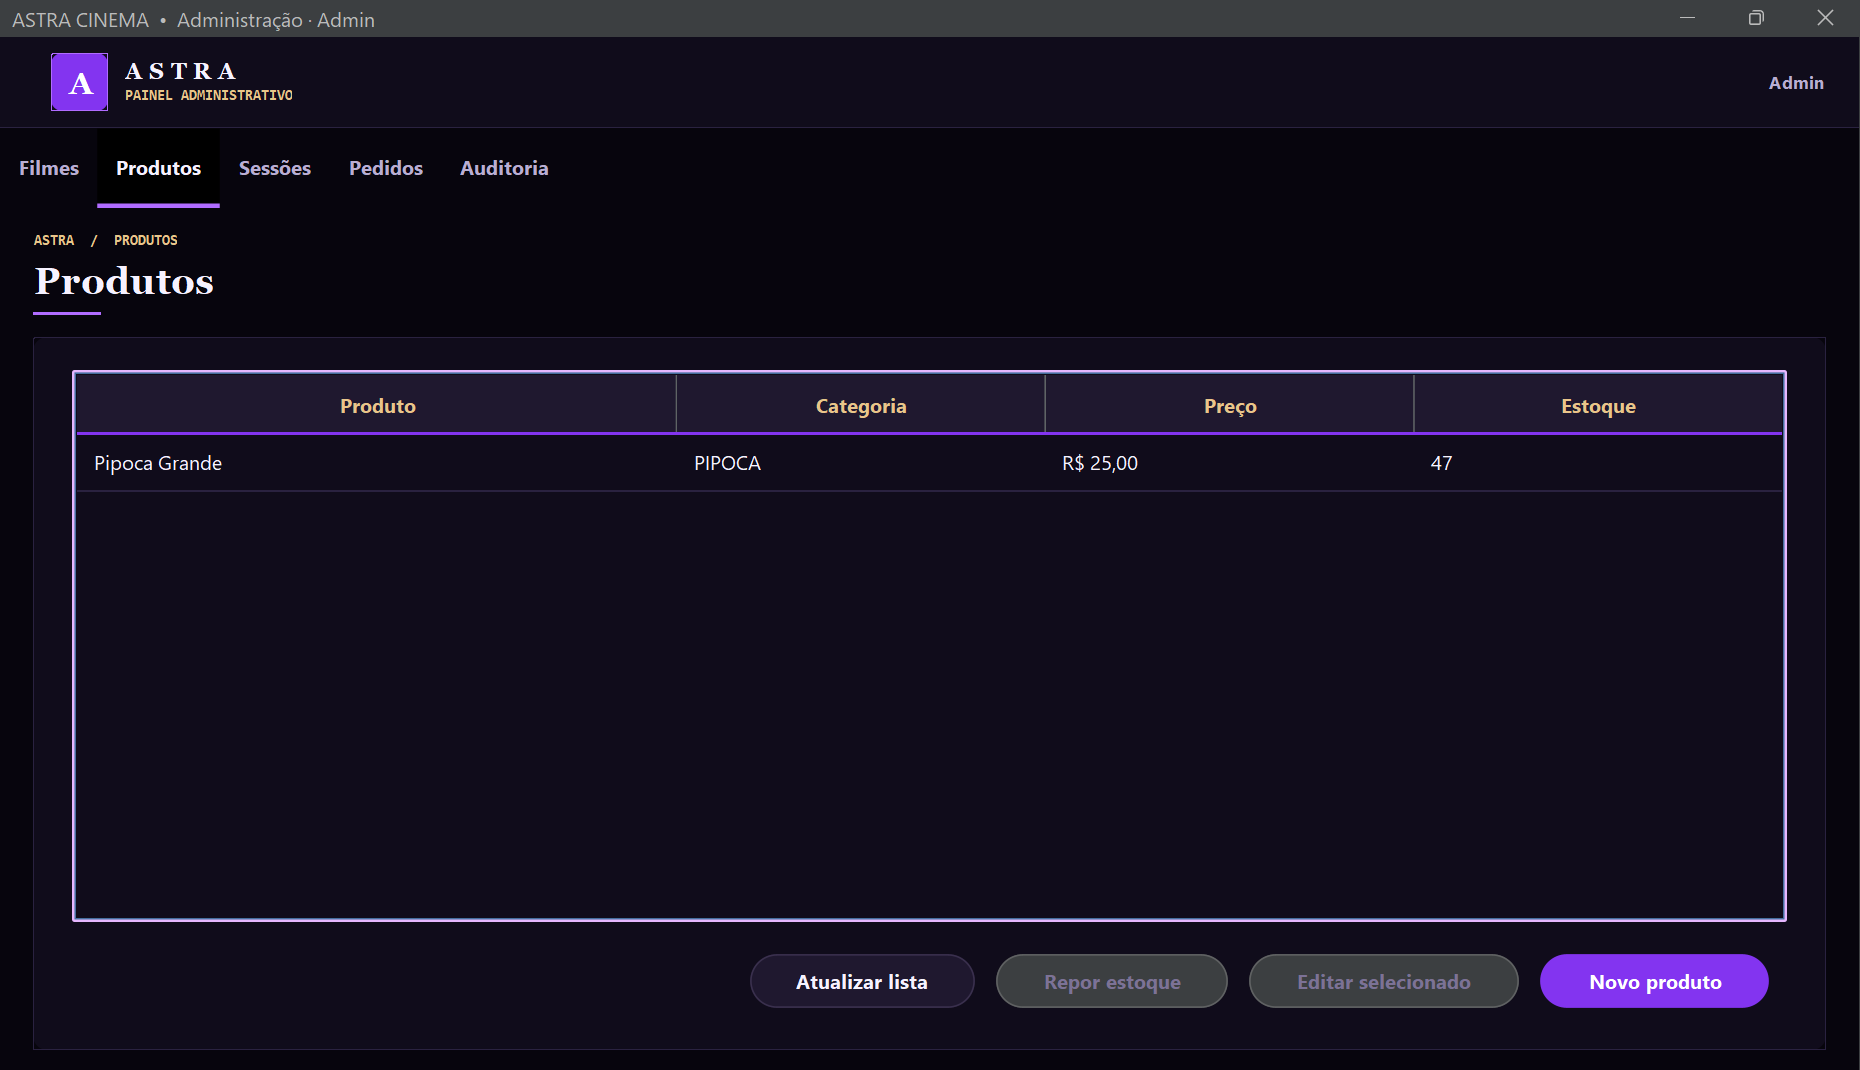 ASTRA CINEMA • Administração · Admin
A
ASTRA
PAINEL ADMINISTRATIVO
Admin
Filmes Produtos Sessões Pedidos Auditoria
ASTRA / PRODUTOS
Produtos
Produto Categoria Preço Estoque
Pipoca Grande PIPOCA R$ 25,00 47
Atualizar lista Repor estoque Editar selecionado Novo produto